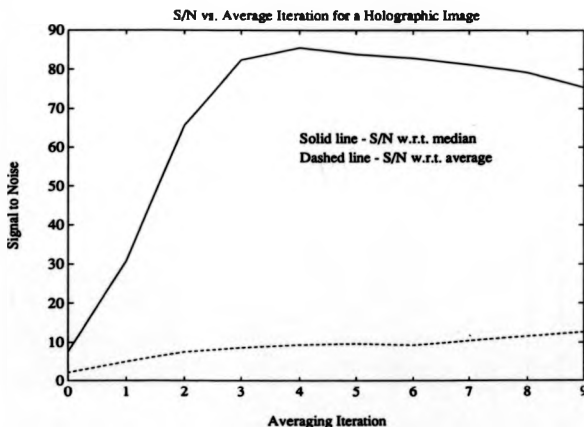 S/N vs. Average Iteration for a Holographic Image
90
80
70
60
50
40
30
20
10
0
Signal to Noise
Solid line - S/N w.r.t. median
Dashed line - S/N w.r.t. average
0 1 2 3 4 5 6 7 8 9
Averaging Iteration